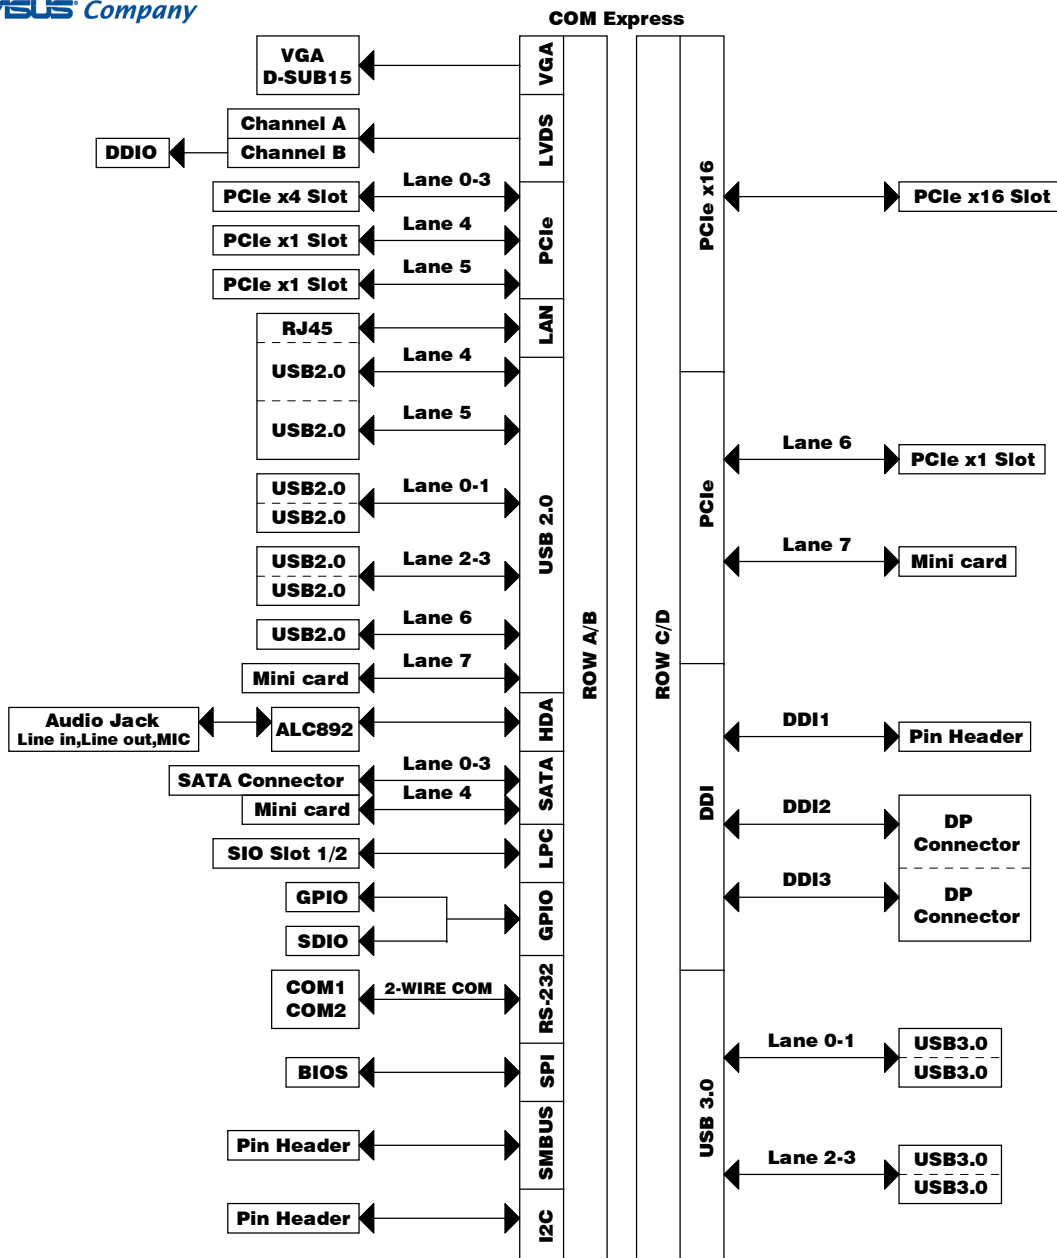 ASUS Company
COM Express
VGA
D-SUB15
VGA
Channel A
Channel B
DDIO
LVDS
PCIe x4 Slot
Lane 0-3
PCIe x1 Slot
Lane 4
PCIe x1 Slot
Lane 5
PCIe
RJ45
LAN
USB2.0
Lane 4
USB2.0
Lane 5
USB2.0
USB2.0
Lane 0-1
USB2.0
USB2.0
Lane 2-3
USB2.0
Lane 6
Mini card
Lane 7
USB 2.0
Audio Jack
Line in,Line out,MIC
ALC892
HDA
SATA Connector
Lane 0-3
Mini card
Lane 4
SATA
SIO Slot 1/2
LPC
GPIO
SDIO
GPIO
COM1
COM2
2-WIRE COM
RS-232
BIOS
SPI
Pin Header
SMBUS
Pin Header
I2C
ROW A/B
ROW C/D
PCIe x16
PCIe x16 Slot
PCIe
Lane 6
PCIe x1 Slot
Lane 7
Mini card
DDI
DDI1
Pin Header
DDI2
DP
Connector
DDI3
DP
Connector
USB 3.0
Lane 0-1
USB3.0
USB3.0
Lane 2-3
USB3.0
USB3.0